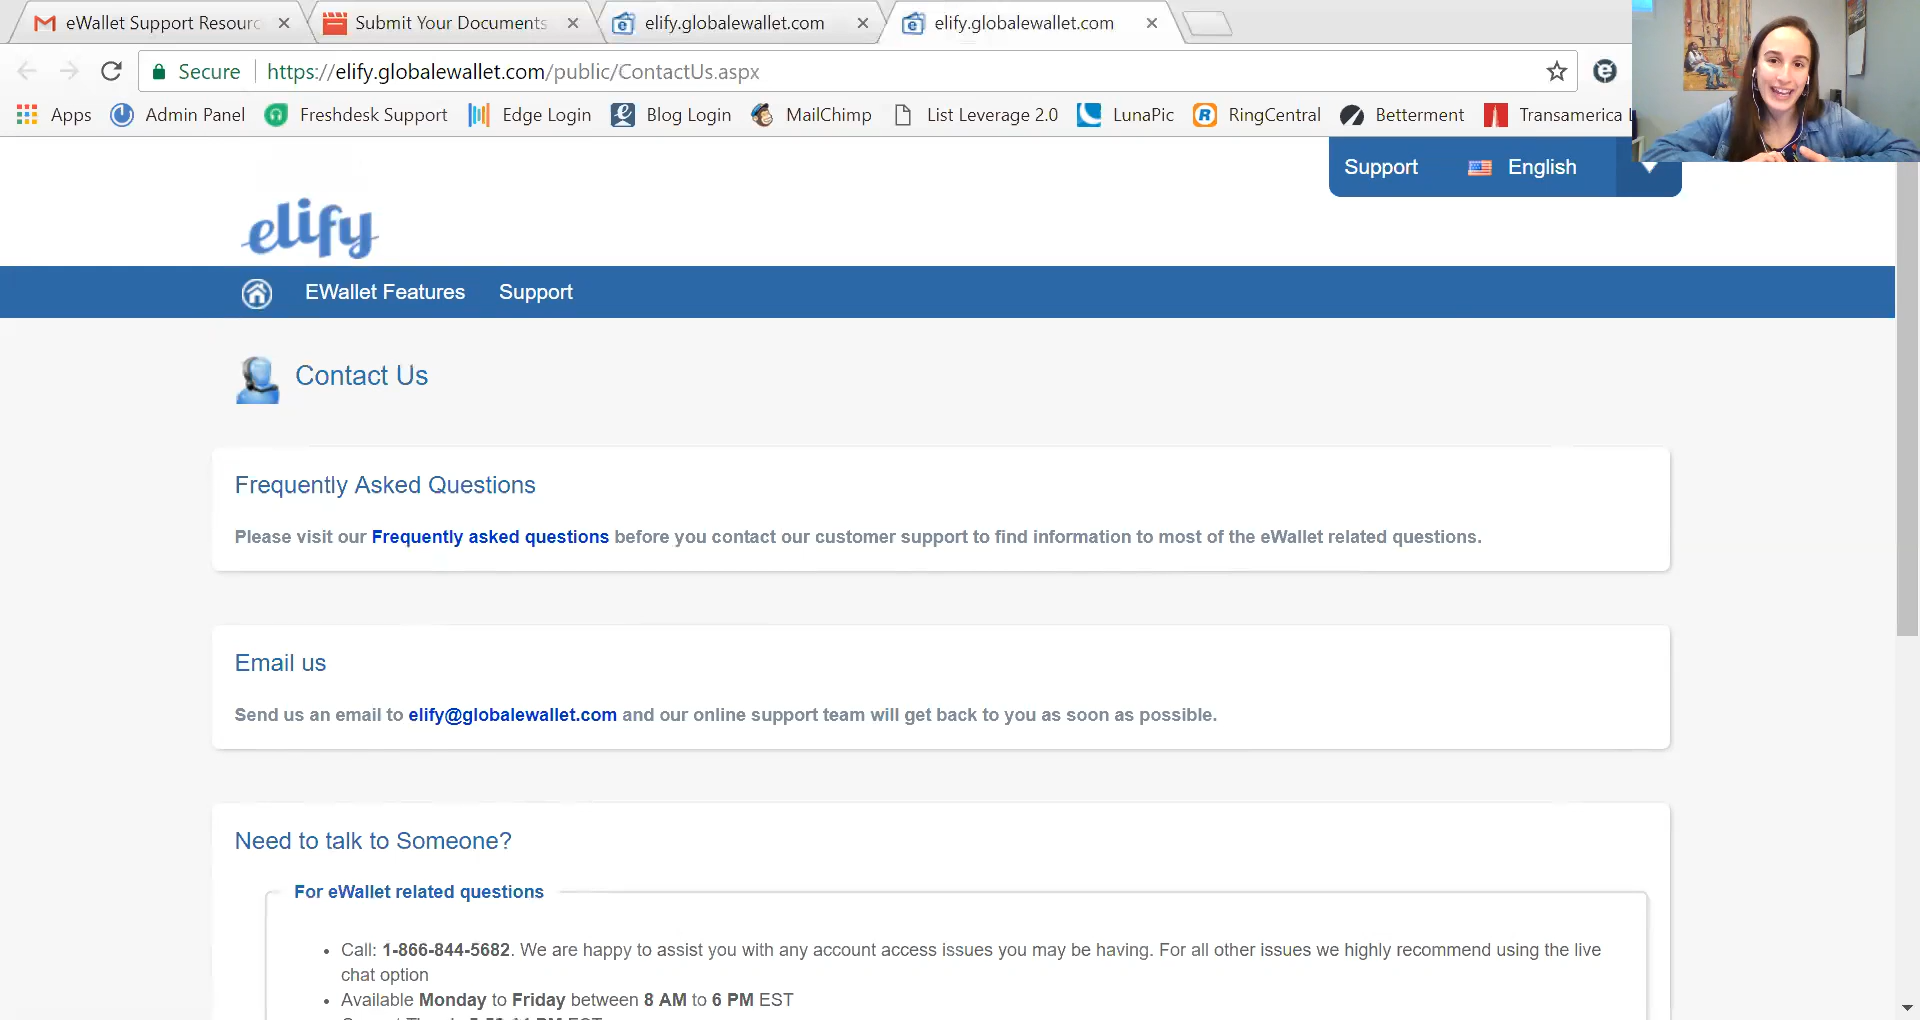 eWallet Support Resourc
Submit Your Documents
elify.globalewallet.com
elify.globalewallet.com
Secure
https://elify.globalewallet.com/public/ContactUs.aspx
Apps
Admin Panel
Freshdesk Support
Edge Login
Blog Login
MailChimp
List Leverage 2.0
LunaPic
RingCentral
Betterment
Transamerica
Support
English
elify
EWallet Features
Support
Contact Us
Frequently Asked Questions
Please visit our Frequently asked questions before you contact our customer support to find information to most of the eWallet related questions.
Email us
Send us an email to elify@globalewallet.com and our online support team will get back to you as soon as possible.
Need to talk to Someone?
For eWallet related questions
• Call: 1-866-844-5682. We are happy to assist you with any account access issues you may be having. For all other issues we highly recommend using the live
chat option
• Available Monday to Friday between 8 AM to 6 PM EST